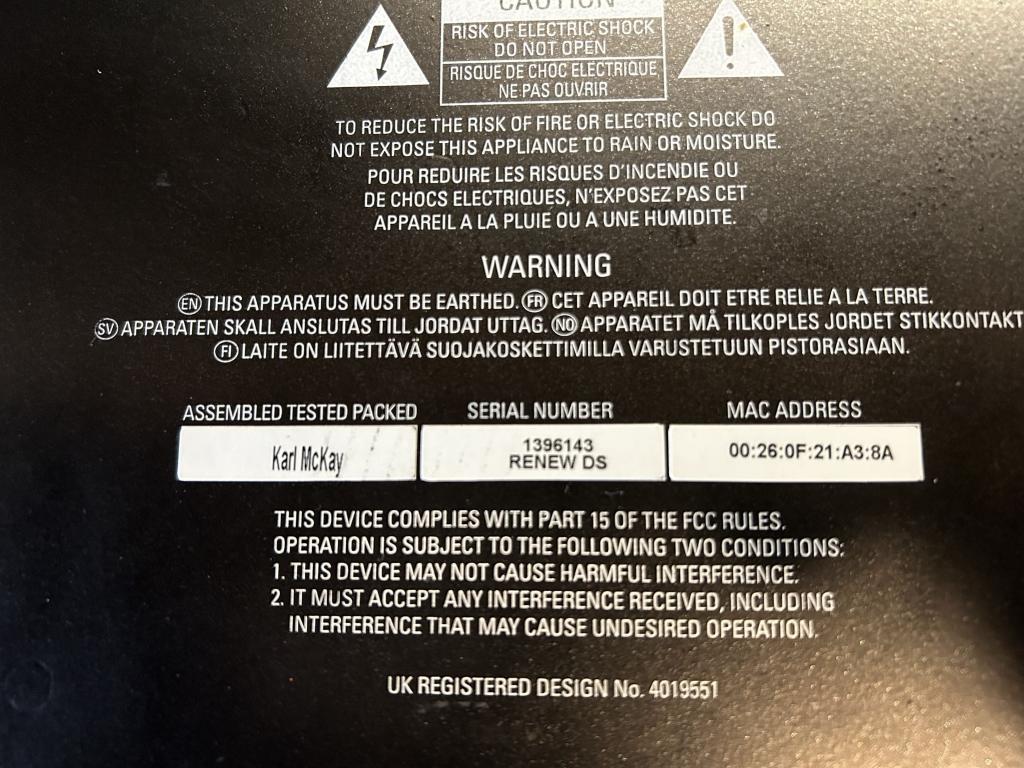 CAUTION
RISK OF ELECTRIC SHOCK
DO NOT OPEN
RISQUE DE CHOC ELECTRIQUE
NE PAS OUVRIR
TO REDUCE THE RISK OF FIRE OR ELECTRIC SHOCK DO
NOT EXPOSE THIS APPLIANCE TO RAIN OR MOISTURE.
POUR REDUIRE LES RISQUES D'INCENDIE OU
DE CHOCS ELECTRIQUES, N'EXPOSEZ PAS CET
APPAREIL A LA PLUIE OU A UNE HUMIDITE.
WARNING
EN THIS APPARATUS MUST BE EARTHED. FR CET APPAREIL DOIT ETRE RELIE A LA TERRE.
SV APPARATEN SKALL ANSLUTAS TILL JORDAT UTTAG. NO APPARATET MÅ TILKOPLES JORDET STIKKONTAKT
FI LAITE ON LIITETTÄVÄ SUOJAKOSKETTIMILLA VARUSTETUUN PISTORASIAAN.
ASSEMBLED TESTED PACKED SERIAL NUMBER MAC ADDRESS
Karl McKay 1396143 00:26:0F:21:A3:8A
RENEW DS
THIS DEVICE COMPLIES WITH PART 15 OF THE FCC RULES.
OPERATION IS SUBJECT TO THE FOLLOWING TWO CONDITIONS:
1. THIS DEVICE MAY NOT CAUSE HARMFUL INTERFERENCE.
2. IT MUST ACCEPT ANY INTERFERENCE RECEIVED, INCLUDING
INTERFERENCE THAT MAY CAUSE UNDESIRED OPERATION.
UK REGISTERED DESIGN No. 4019551